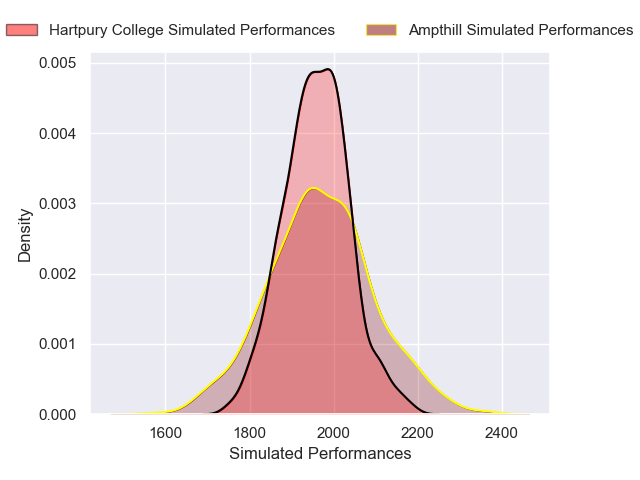 Hartpury College Simulated Performances Ampthill Simulated Performances
0.005
0.004
0.003
0.002
0.001
0.000
Density
1600 1800 2000 2200 2400
Simulated Performances